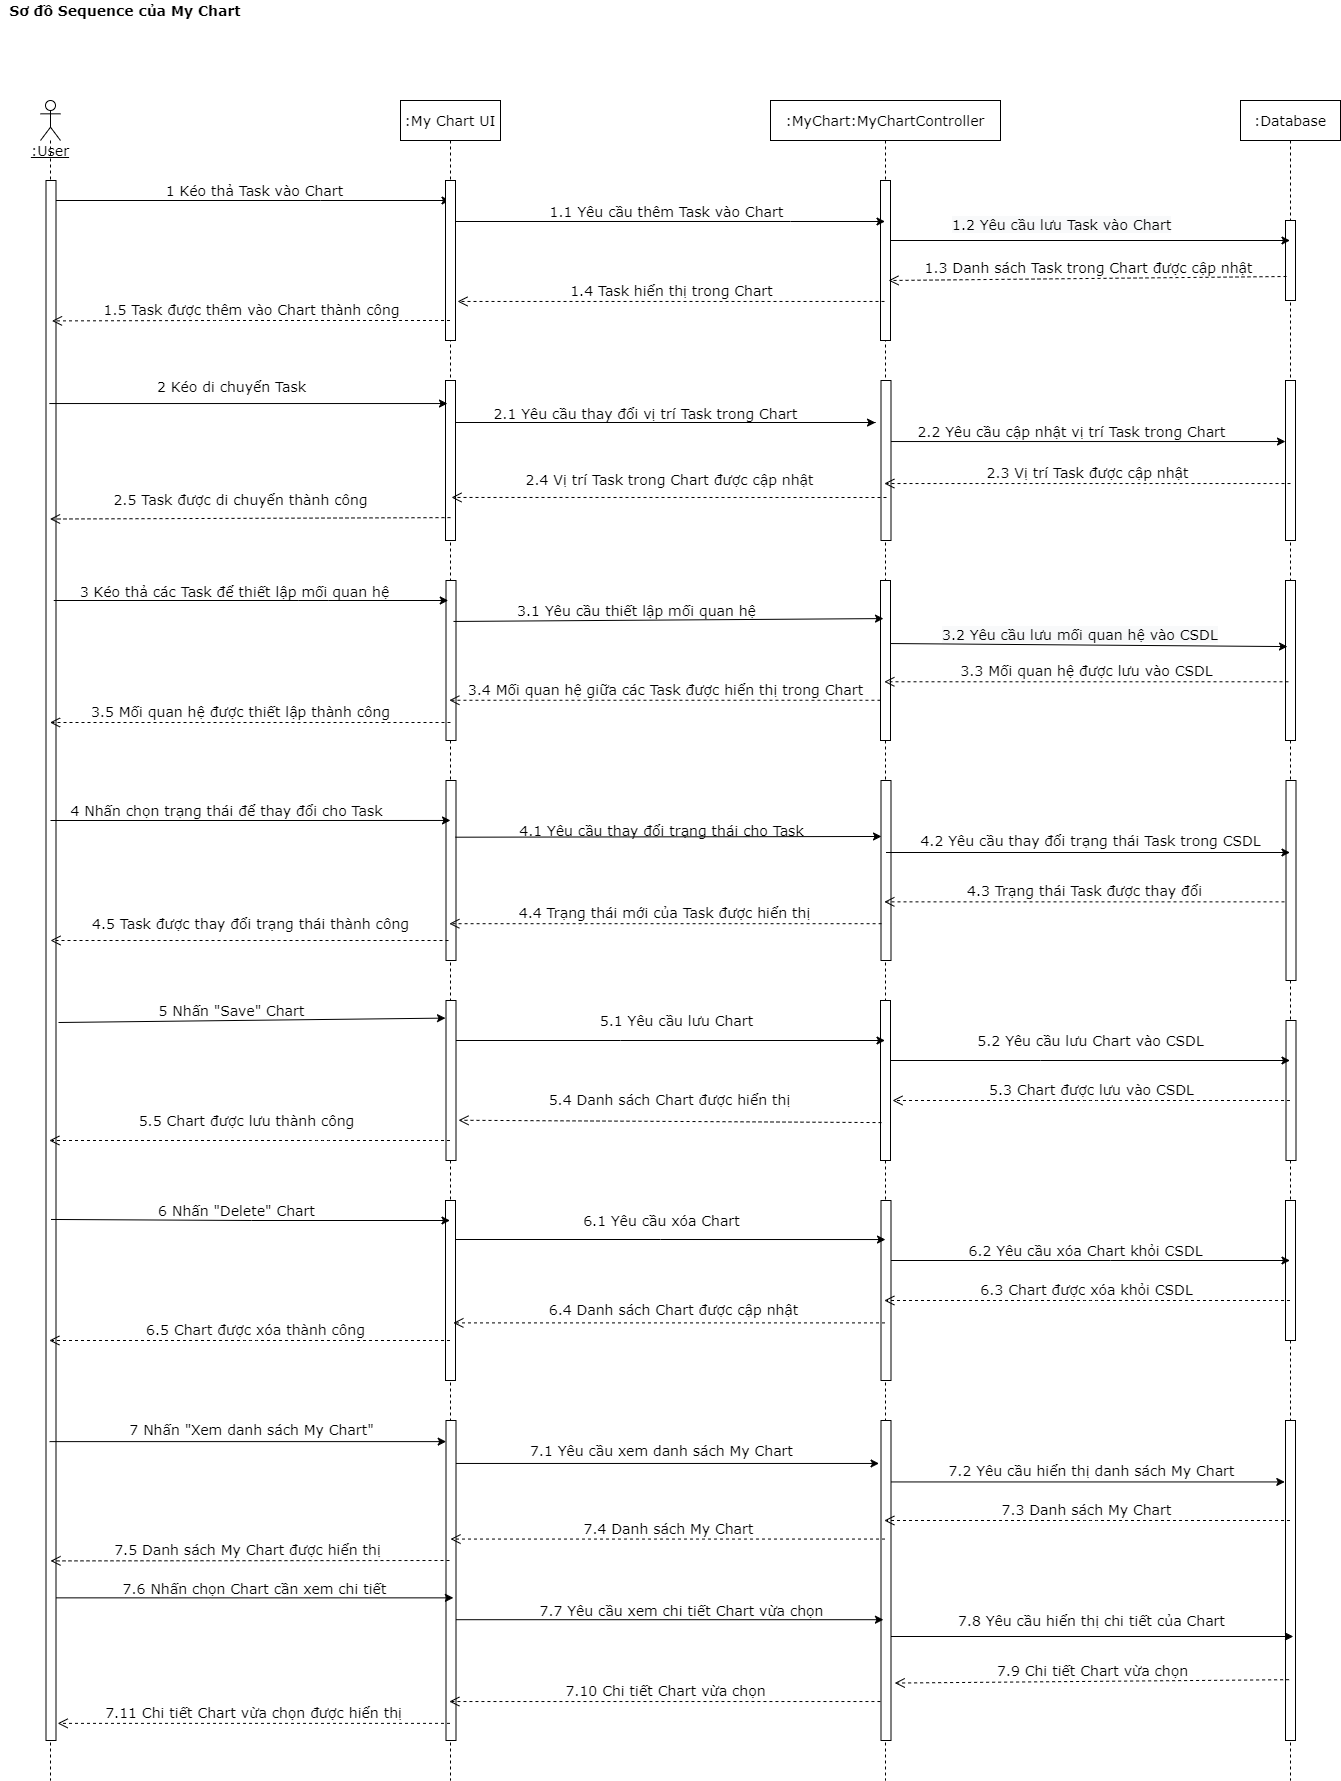 Sơ đồ Sequence của My Chart
:User
:My Chart UI
:MyChart:MyChartController
:Database
1 Kéo thả Task vào Chart
1.1 Yêu cầu thêm Task vào Chart
1.2 Yêu cầu lưu Task vào Chart
1.3 Danh sách Task trong Chart được cập nhật
1.4 Task hiển thị trong Chart
1.5 Task được thêm vào Chart thành công
2 Kéo di chuyển Task
2.1 Yêu cầu thay đổi vị trí Task trong Chart
2.2 Yêu cầu cập nhật vị trí Task trong Chart
2.3 Vị trí Task được cập nhật
2.4 Vị trí Task trong Chart được cập nhật
2.5 Task được di chuyển thành công
3 Kéo thả các Task để thiết lập mối quan hệ
3.1 Yêu cầu thiết lập mối quan hệ
3.2 Yêu cầu lưu mối quan hệ vào CSDL
3.3 Mối quan hệ được lưu vào CSDL
3.4 Mối quan hệ giữa các Task được hiển thị trong Chart
3.5 Mối quan hệ được thiết lập thành công
4 Nhấn chọn trạng thái để thay đổi cho Task
4.1 Yêu cầu thay đổi trạng thái cho Task
4.2 Yêu cầu thay đổi trạng thái Task trong CSDL
4.3 Trạng thái Task được thay đổi
4.4 Trạng thái mới của Task được hiển thị
4.5 Task được thay đổi trạng thái thành công
5 Nhấn "Save" Chart
5.1 Yêu cầu lưu Chart
5.2 Yêu cầu lưu Chart vào CSDL
5.3 Chart được lưu vào CSDL
5.4 Danh sách Chart được hiển thị
5.5 Chart được lưu thành công
6 Nhấn "Delete" Chart
6.1 Yêu cầu xóa Chart
6.2 Yêu cầu xóa Chart khỏi CSDL
6.3 Chart được xóa khỏi CSDL
6.4 Danh sách Chart được cập nhật
6.5 Chart được xóa thành công
7 Nhấn "Xem danh sách My Chart"
7.1 Yêu cầu xem danh sách My Chart
7.2 Yêu cầu hiển thị danh sách My Chart
7.3 Danh sách My Chart
7.4 Danh sách My Chart
7.5 Danh sách My Chart được hiển thị
7.6 Nhấn chọn Chart cần xem chi tiết
7.7 Yêu cầu xem chi tiết Chart vừa chọn
7.8 Yêu cầu hiển thị chi tiết của Chart
7.9 Chi tiết Chart vừa chọn
7.10 Chi tiết Chart vừa chọn
7.11 Chi tiết Chart vừa chọn được hiển thị